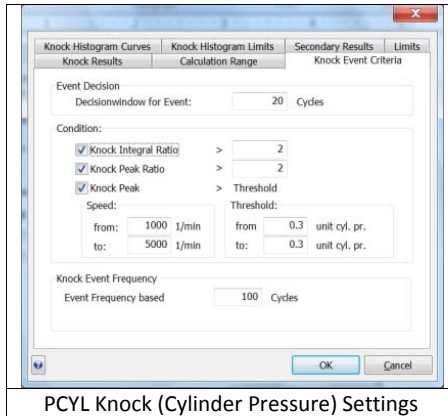 Knock Histogram Curves Knock Histogram Limits Secondary Results Limits
Knock Results Calculation Range Knock Event Criteria
Event Decision
Decisionwindow for Event: 20 Cycles
Condition:
Knock Integral Ratio > 2
Knock Peak Ratio > 2
Knock Peak > Threshold
Speed: Threshold:
from: 1000 1/min from 0.3 unit cyl. pr.
to: 5000 1/min to: 0.3 unit cyl. pr.
Knock Event Frequency
Event Frequency based 100 Cycles
OK Cancel
PCYL Knock (Cylinder Pressure) Settings